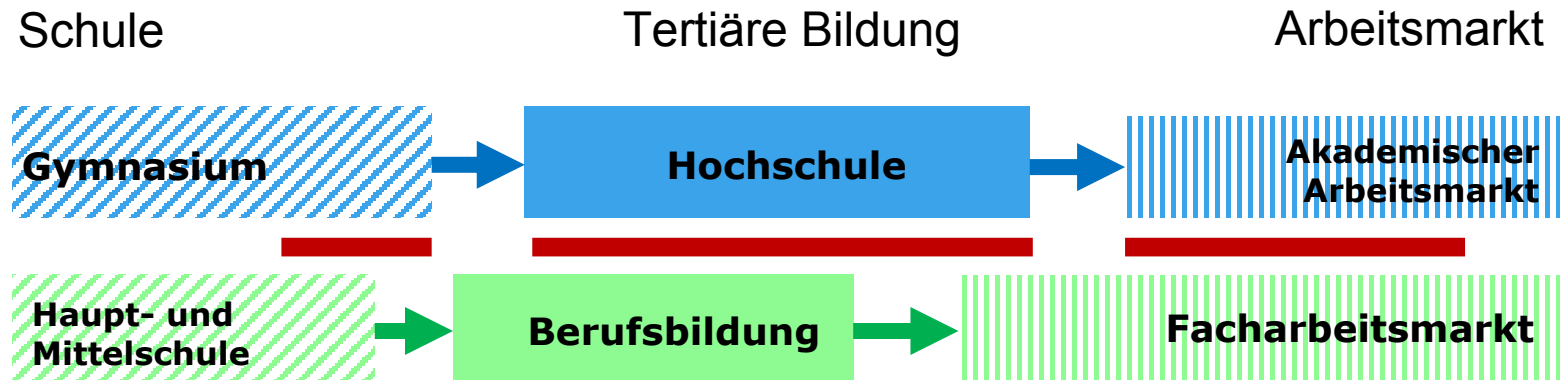 Schule
Tertiäre Bildung
Arbeitsmarkt
Gymnasium
Hochschule
Akademischer
Arbeitsmarkt
Haupt- und
Mittelschule
Berufsbildung
Facharbeitsmarkt